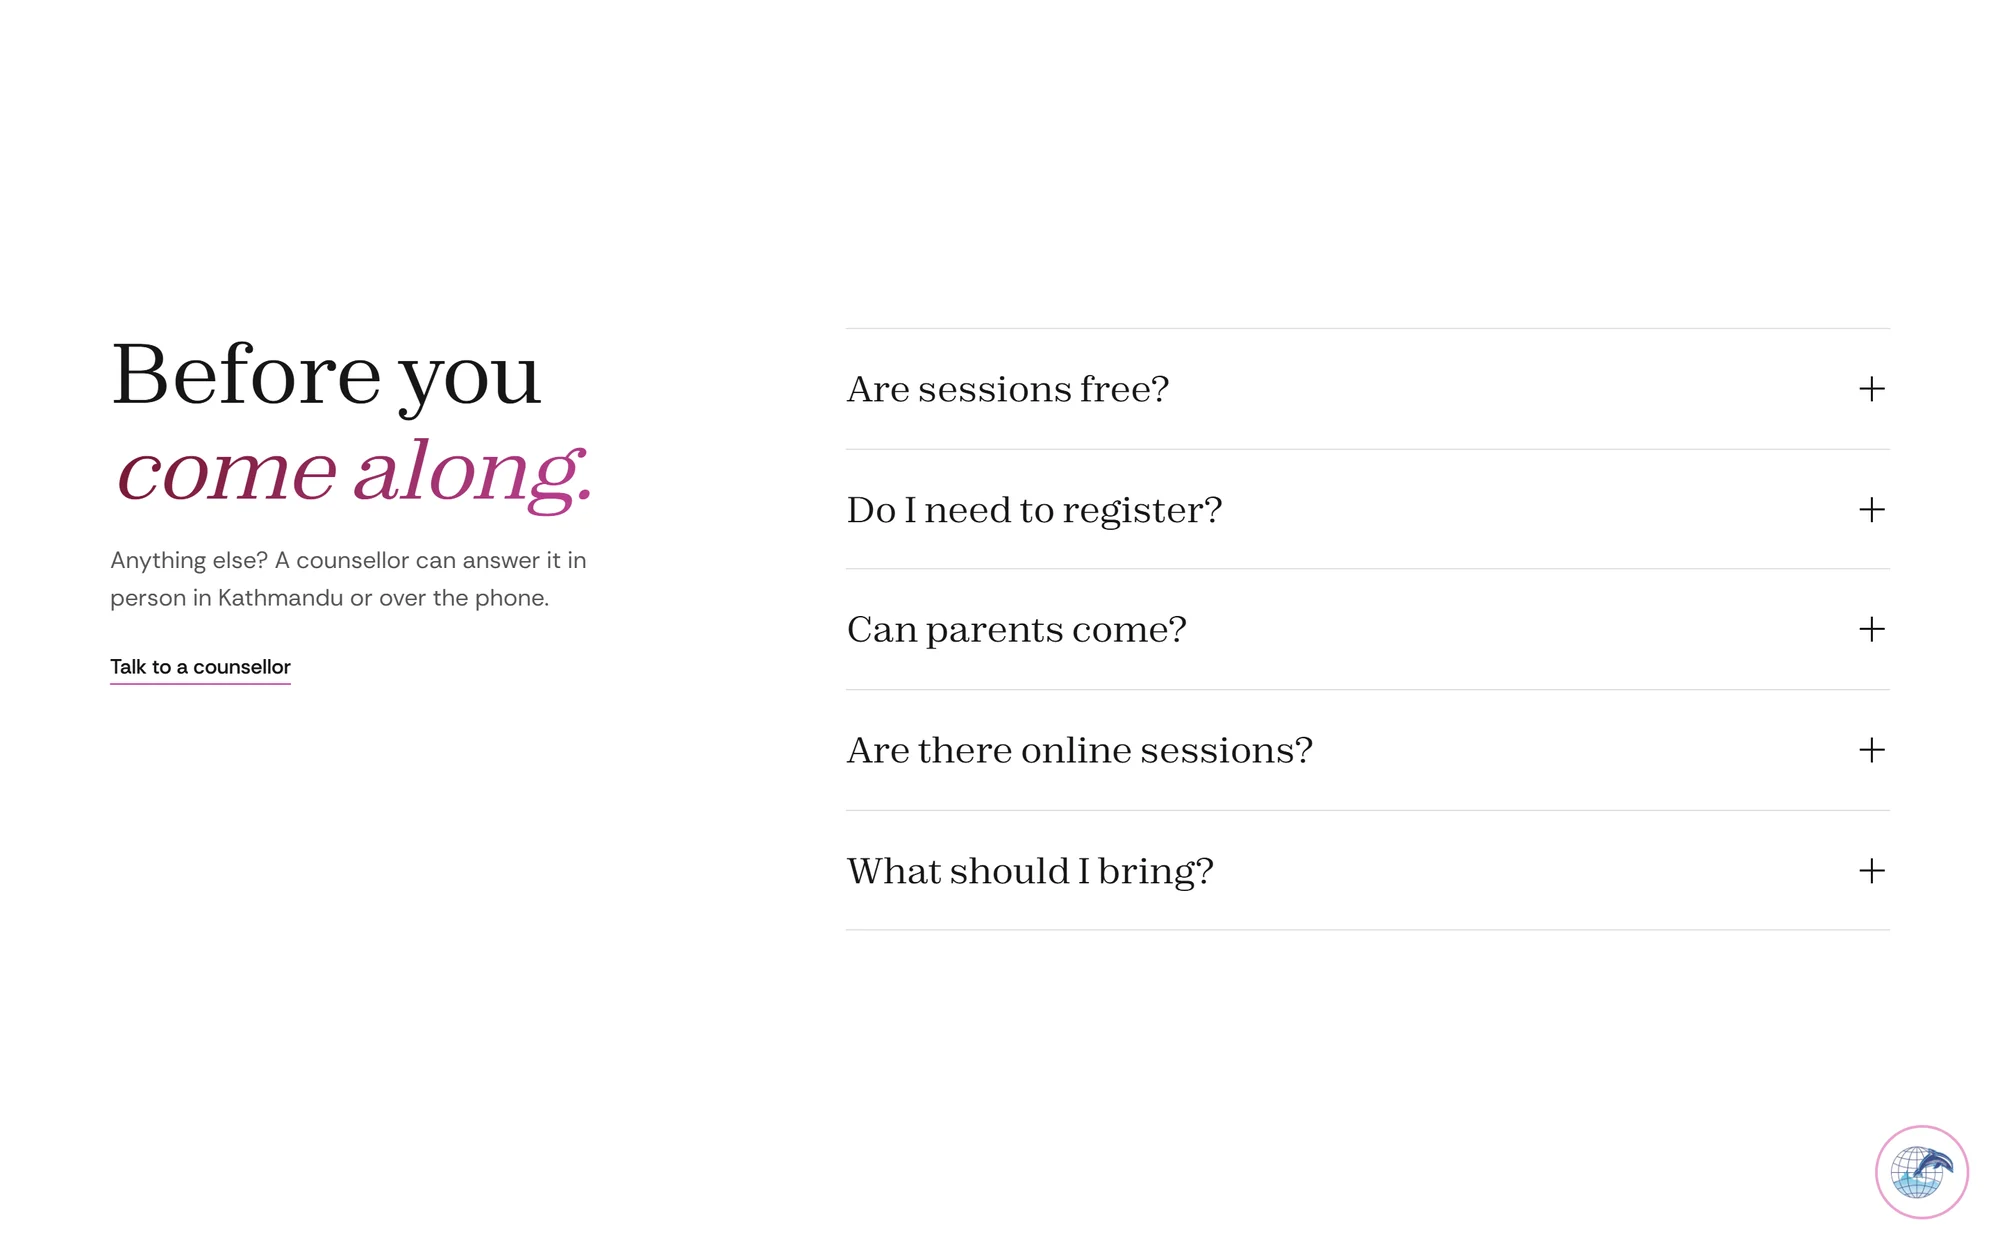 Before you
come along.
Anything else? A counsellor can answer it in
person in Kathmandu or over the phone.
Talk to a counsellor
Are sessions free?
Do I need to register?
Can parents come?
Are there online sessions?
What should I bring?